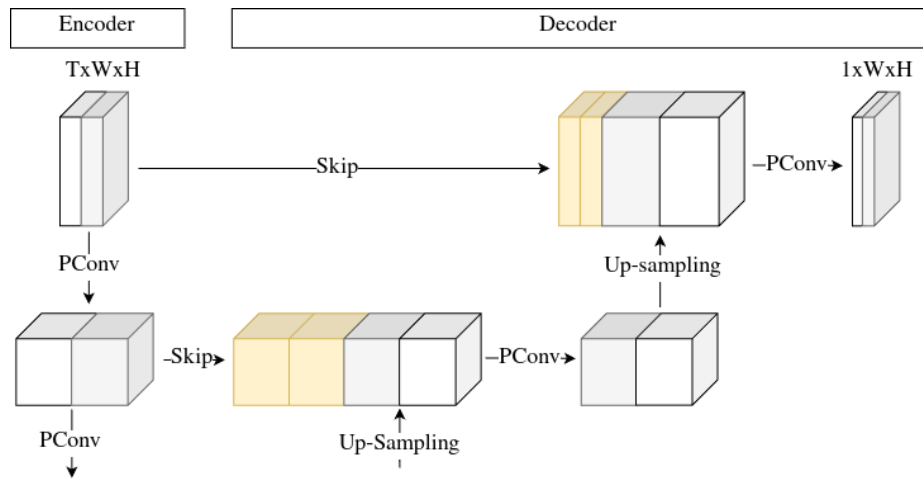 Encoder
Decoder
TxWxH
1xWxH
Skip
PConv
PConv
Up-sampling
Skip
PConv
PConv
Up-Sampling